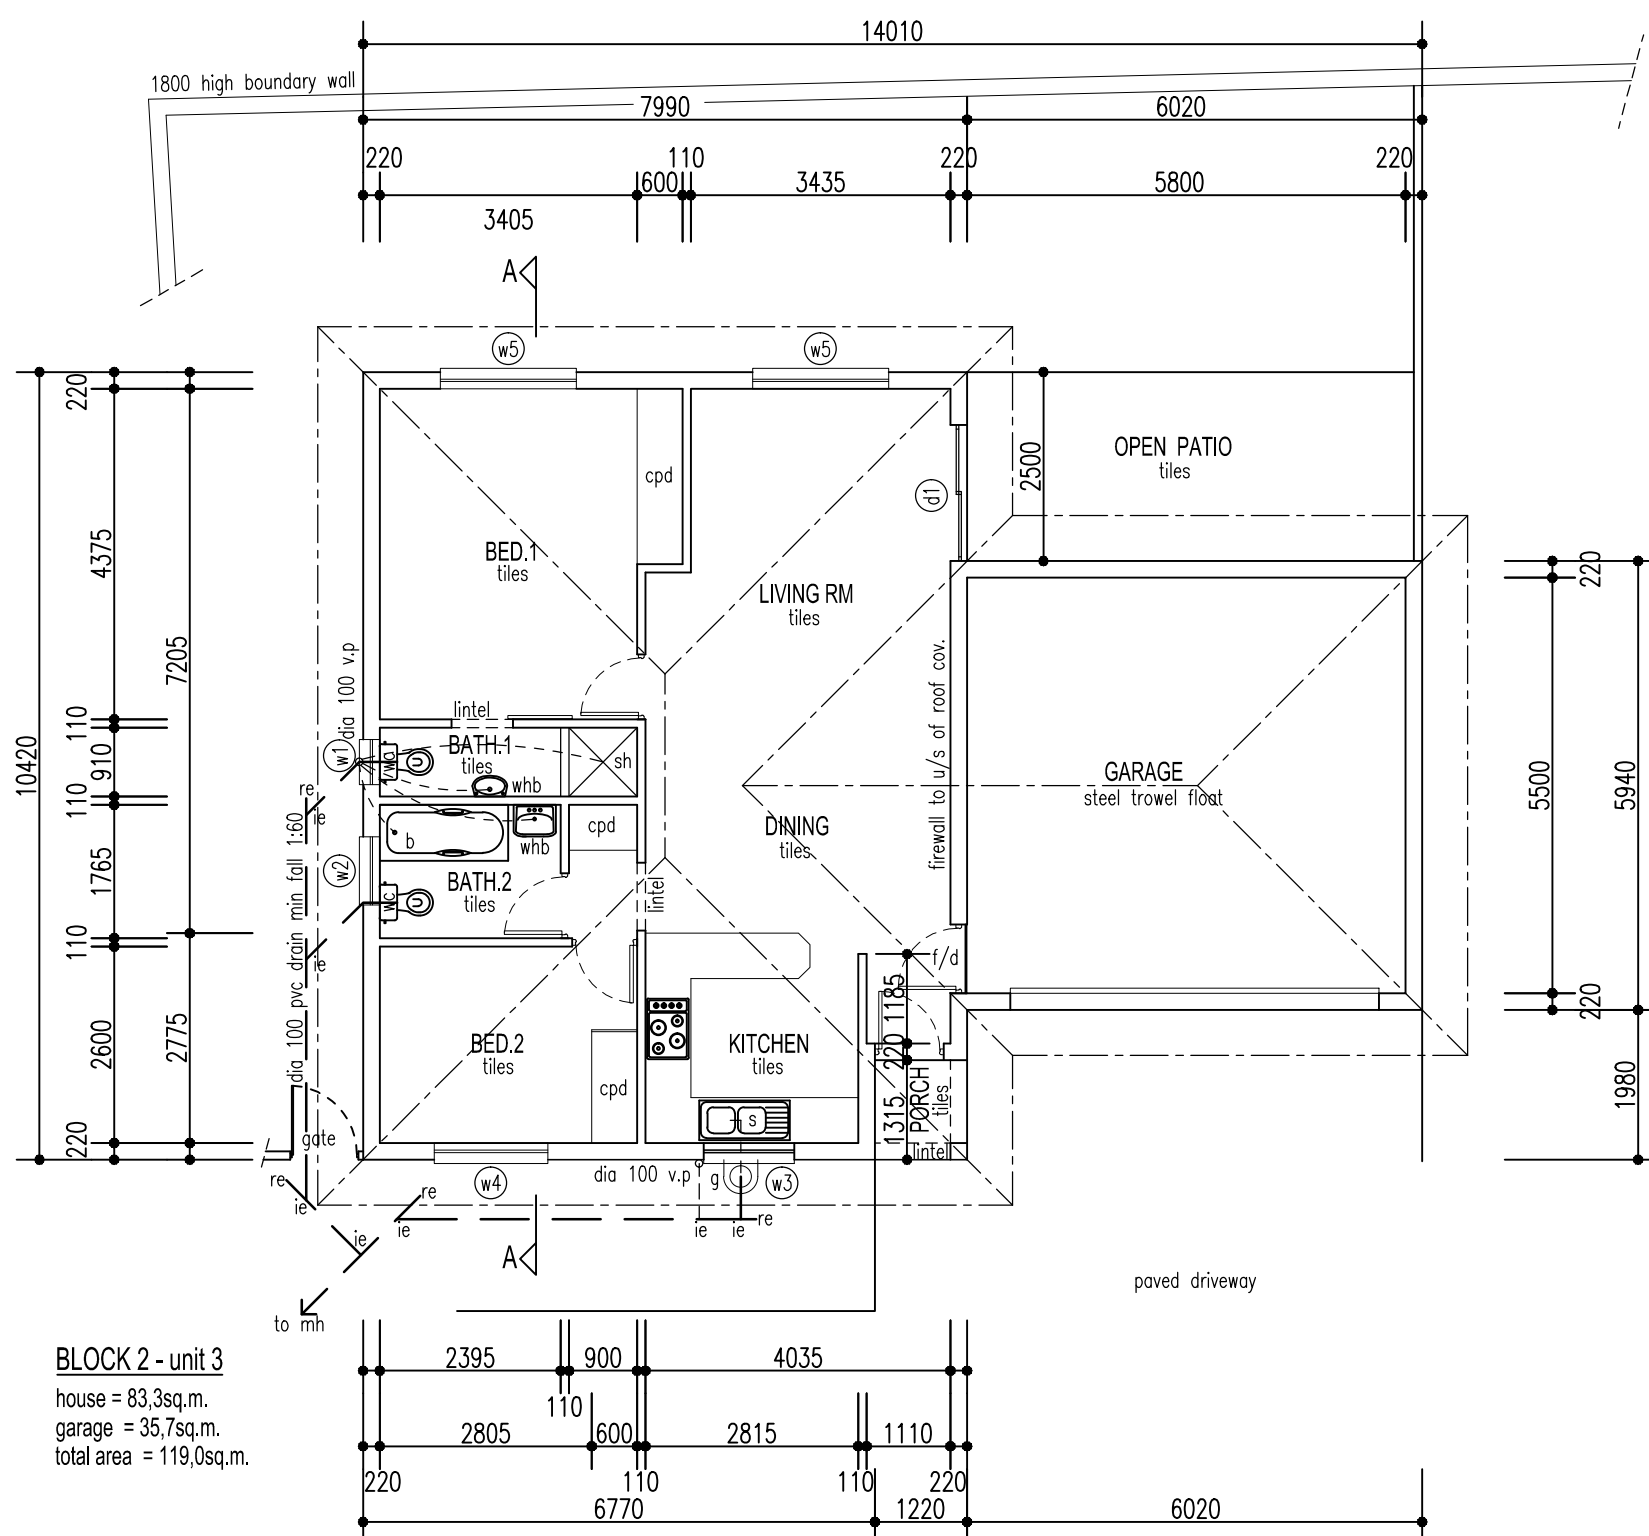 14010
1800 high boundary wall
7990
6020
220
110
220
220
600
3435
5800
3405
A
w5
w5
220
OPEN PATIO
tiles
2500
cpd
d1
4375
BED.1
tiles
220
LIVING RM
tiles
7205
dia 100 v.p
firewall to u/s of roof cov.
lintel
110
10420
910
w1
BATH.1
tiles
sh
wc
whb
GARAGE
steel trowel float
5500
5940
110
re
ie
b
whb
cpd
DINING
tiles
1765
w2
BATH.2
tiles
wc
lintel
dia 100 pvc drain min fall 1:60
110
ie
f/d
1185
220
2600
2775
BED.2
tiles
KITCHEN
tiles
220
cpd
1315
PORCH
tiles
1980
s
220
gate
lintel
re
ie
w4
dia 100 v.p
g
w3
re
ie
ie
ie
re
ie
A
paved driveway
to mh
BLOCK 2 - unit 3
house = 83,3sq.m.
garage = 35,7sq.m.
total area = 119,0sq.m.
2395
900
4035
110
2805
600
2815
1110
220
110
110
220
6770
1220
6020